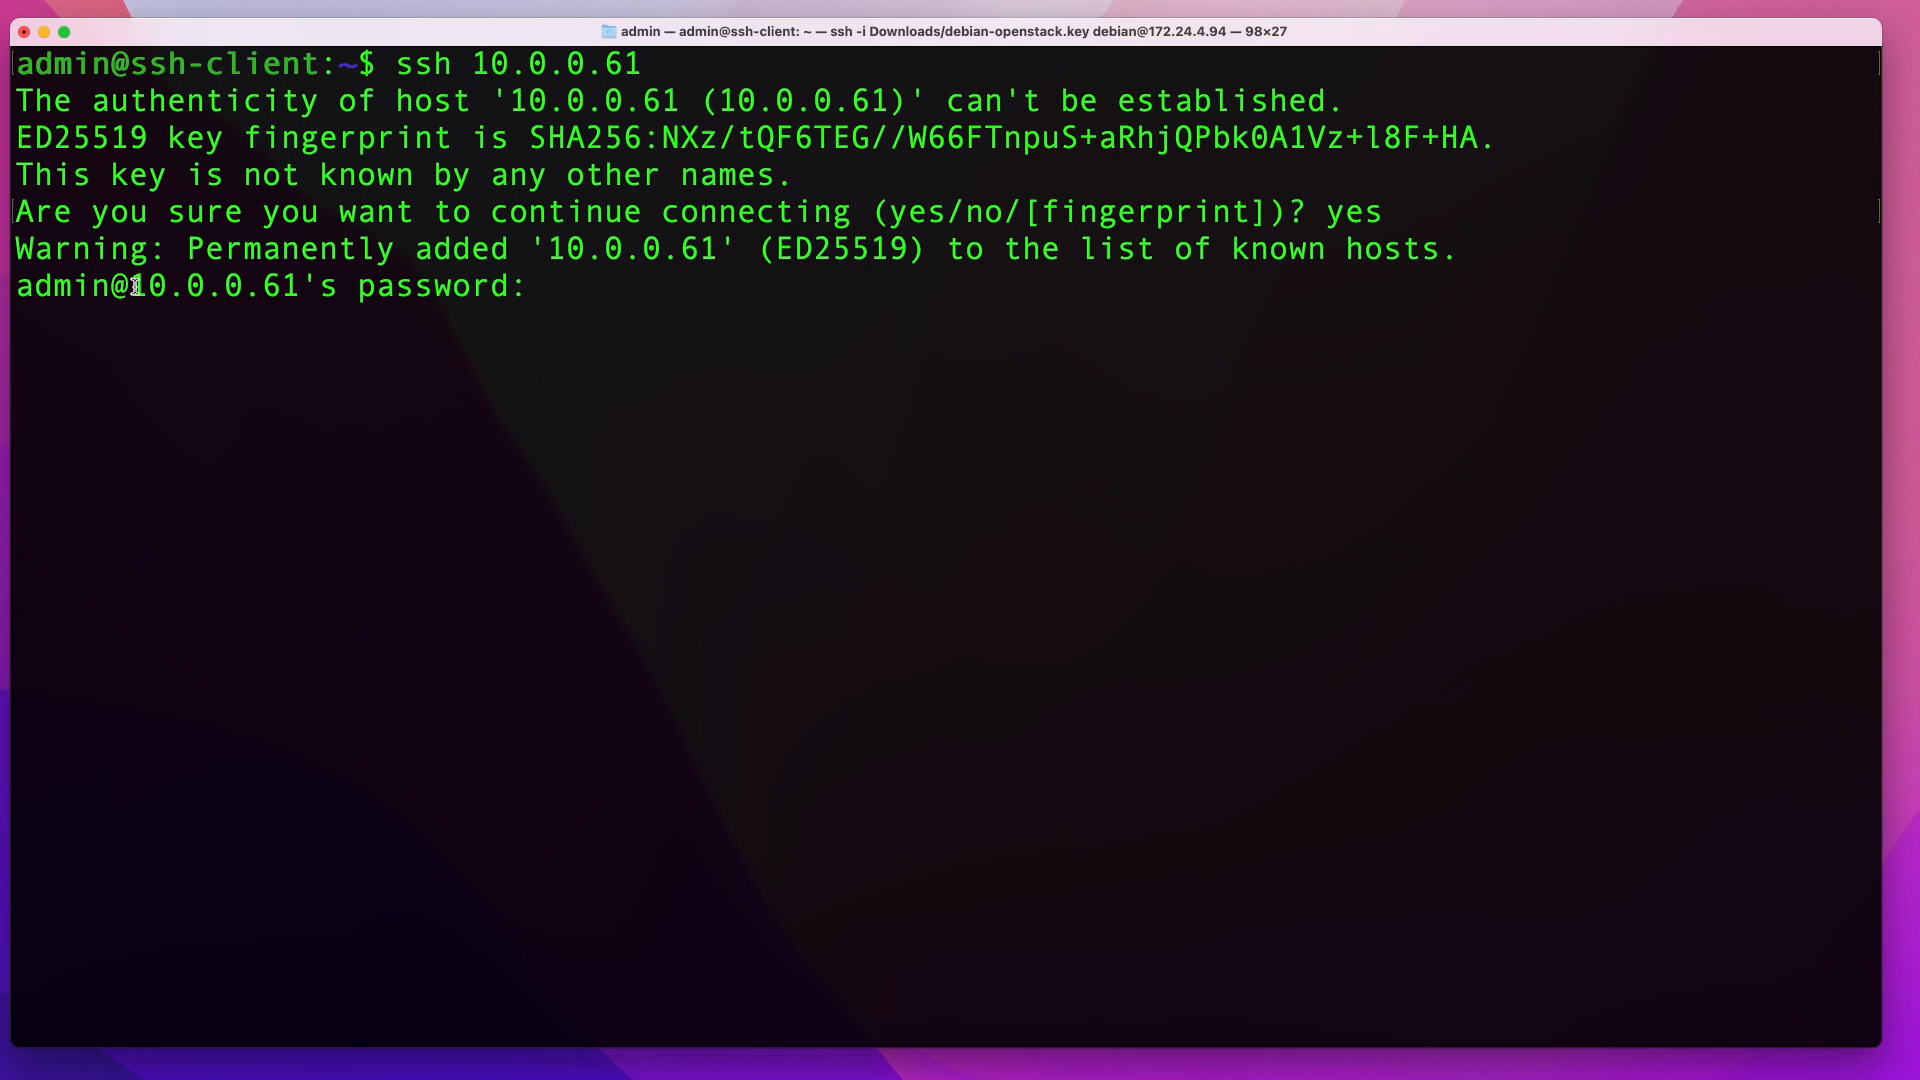 admin — admin@ssh-client: ~ — ssh -i Downloads/debian-openstack.key debian@172.24.4.94 — 98×27
admin@ssh-client:~$ ssh 10.0.0.61
The authenticity of host '10.0.0.61 (10.0.0.61)' can't be established.
ED25519 key fingerprint is SHA256:NXz/tQF6TEG//W66FTnpuS+aRhjQPbk0A1Vz+l8F+HA.
This key is not known by any other names.
Are you sure you want to continue connecting (yes/no/[fingerprint])? yes
Warning: Permanently added '10.0.0.61' (ED25519) to the list of known hosts.
admin@10.0.0.61's password: